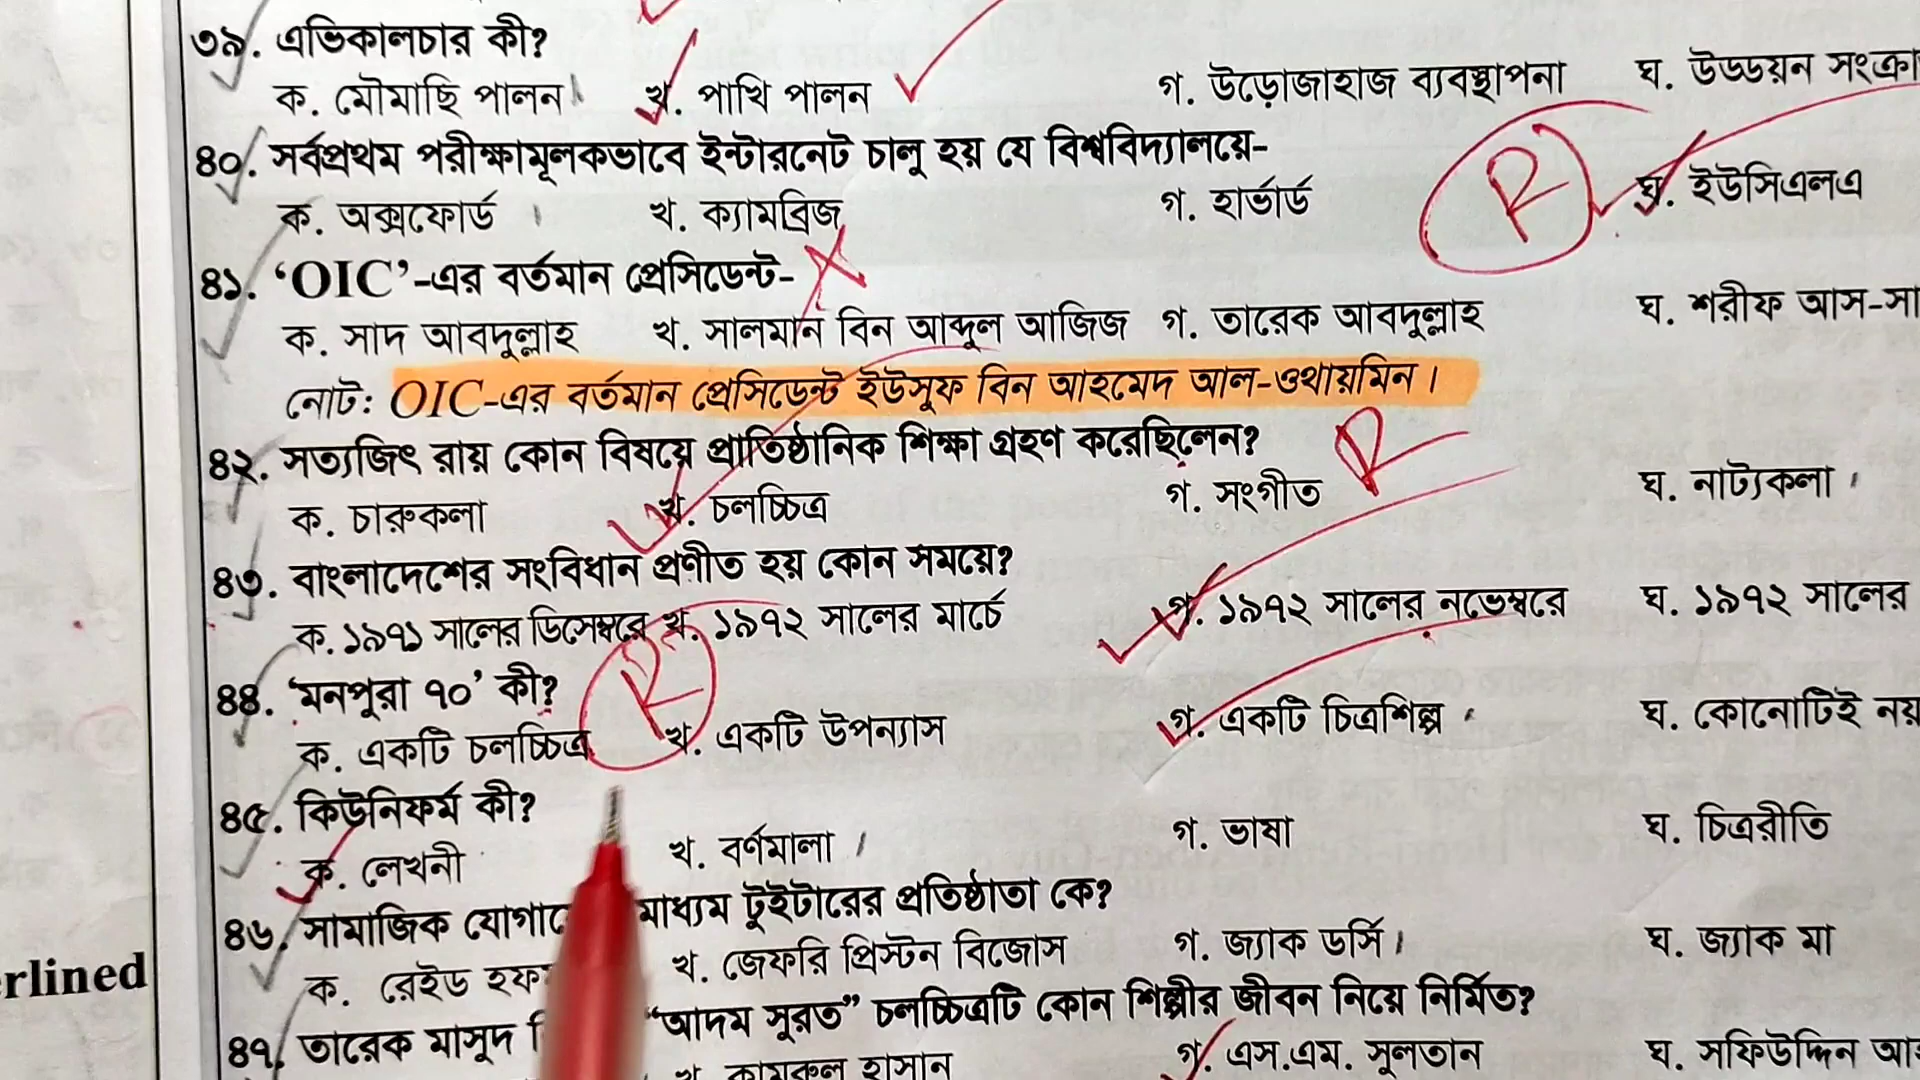 ৩৯. এভিকালচার কী?
ক. মৌমাছি পালন খ. পাখি পালন গ. উড়োজাহাজ ব্যবস্থাপনা ঘ. উড্ডয়ন সংক্রা
৪০. সর্বপ্রথম পরীক্ষামূলকভাবে ইন্টারনেট চালু হয় যে বিশ্ববিদ্যালয়ে-
R
ক. অক্সফোর্ড খ. ক্যামব্রিজ গ. হার্ভার্ড ঘ. ইউসিএলএ
৪১. ‘OIC’-এর বর্তমান প্রেসিডেন্ট-
ক. সাদ আবদুল্লাহ খ. সালমান বিন আব্দুল আজিজ গ. তারেক আবদুল্লাহ ঘ. শরীফ আস-সা
নোট: OIC-এর বর্তমান প্রেসিডেন্ট ইউসুফ বিন আহমেদ আল-ওথায়মিন।
৪২. সত্যজিৎ রায় কোন বিষয়ে প্রাতিষ্ঠানিক শিক্ষা গ্রহণ করেছিলেন? R
ক. চারুকলা খ. চলচ্চিত্র গ. সংগীত ঘ. নাট্যকলা
৪৩. বাংলাদেশের সংবিধান প্রণীত হয় কোন সময়ে?
ক. ১৯৭১ সালের ডিসেম্বরে খ. ১৯৭২ সালের মার্চে গ. ১৯৭২ সালের নভেম্বরে ঘ. ১৯৭২ সালের
৪৪. ‘মনপুরা ৭০’ কী? R
ক. একটি চলচ্চিত্র খ. একটি উপন্যাস গ. একটি চিত্রশিল্প ঘ. কোনোটিই নয়
৪৫. কিউনিফর্ম কী?
ক. লেখনী খ. বর্ণমালা গ. ভাষা ঘ. চিত্ররীতি
৪৬. সামাজিক যোগাযো মাধ্যম টুইটারের প্রতিষ্ঠাতা কে?
ক. রেইড হফ খ. জেফরি প্রিস্টন বিজোস গ. জ্যাক ডর্সি ঘ. জ্যাক মা
rlined
৪৭. তারেক মাসুদ “আদম সুরত” চলচ্চিত্রটি কোন শিল্পীর জীবন নিয়ে নির্মিত?
খ. কামরুল হাসান গ. এস.এম. সুলতান ঘ. সফিউদ্দিন আ